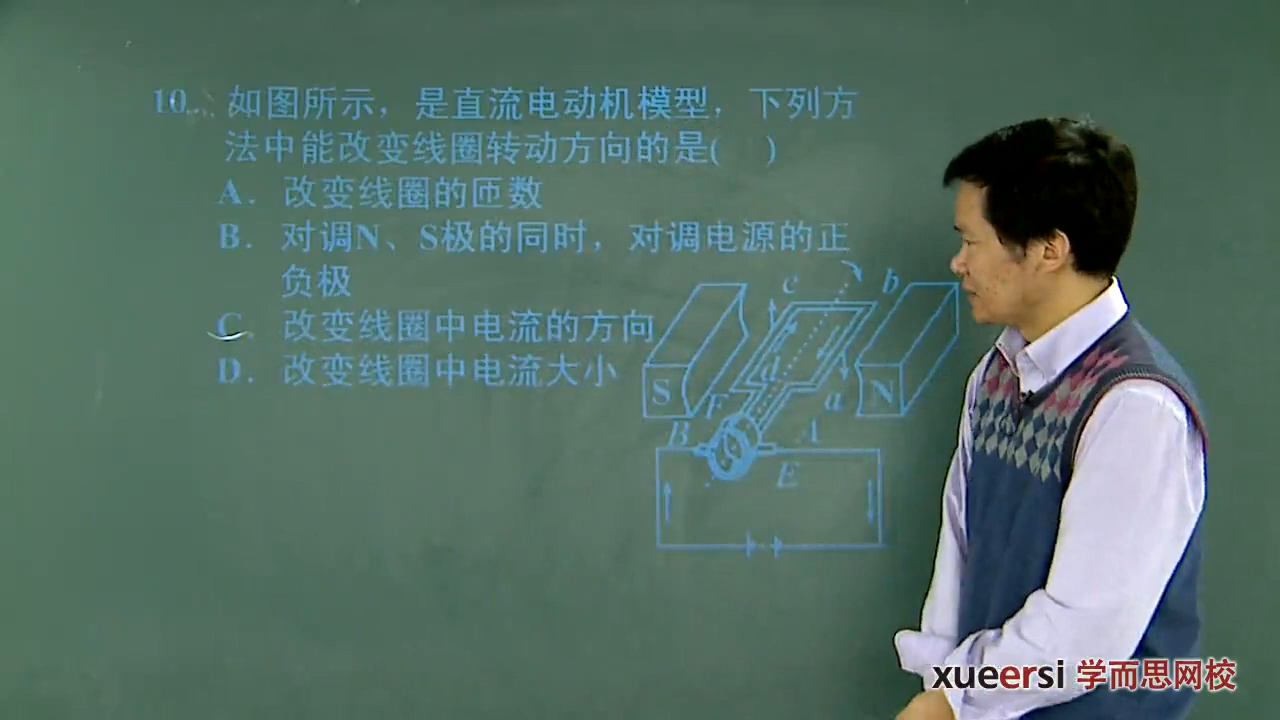 10. 如图所示，是直流电动机模型，下列方
法中能改变线圈转动方向的是( )
A. 改变线圈的匝数
B. 对调N、S极的同时，对调电源的正
负极
C. 改变线圈中电流的方向
D. 改变线圈中电流大小
c b
d
S F a N
B A
E
xueersi 学而思网校